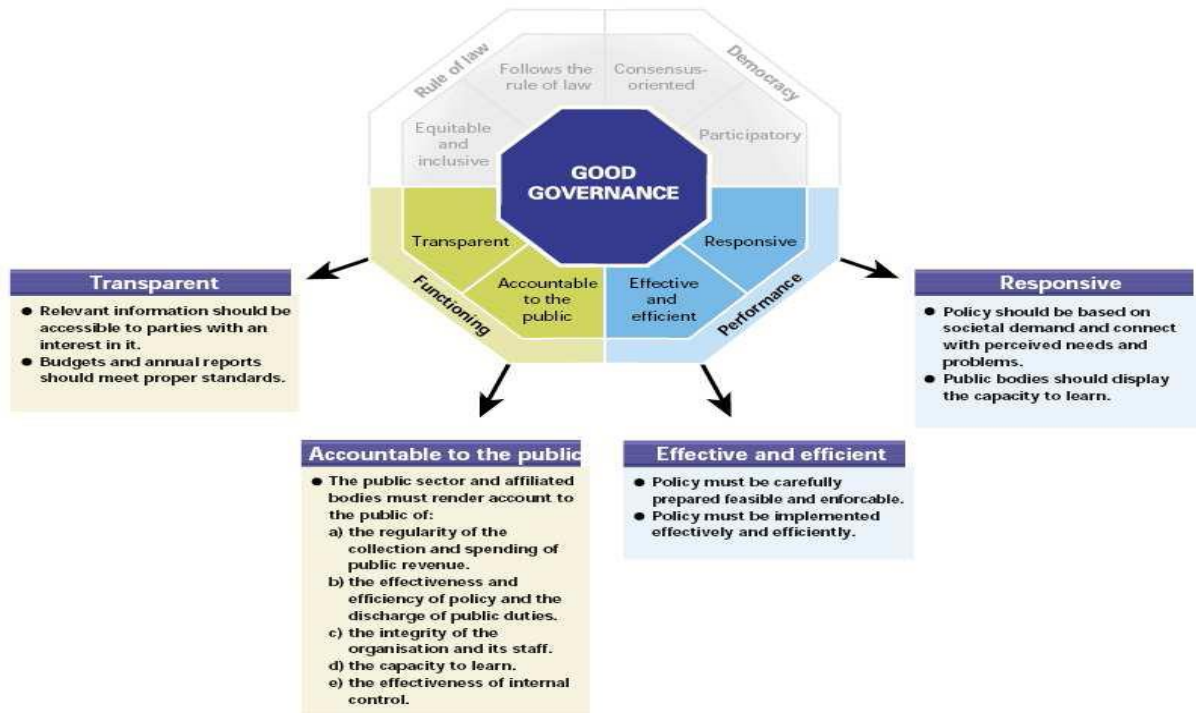 Rule of law
Follows the
rule of law
Consensus-
oriented
Democracy
Equitable
and
inclusive
Participatory
GOOD
GOVERNANCE
Transparent
Responsive
Accountable
to the
public
Effective
and
efficient
Functioning
Performance
Transparent
● Relevant information should be
accessible to parties with an
interest in it.
● Budgets and annual reports
should meet proper standards.
Responsive
● Policy should be based on
societal demand and connect
with perceived needs and
problems.
● Public bodies should display
the capacity to learn.
Accountable to the public
● The public sector and affiliated
bodies must render account to
the public of:
a) the regularity of the
collection and spending of
public revenue.
b) the effectiveness and
efficiency of policy and the
discharge of public duties.
c) the integrity of the
organisation and its staff.
d) the capacity to learn.
e) the effectiveness of internal
control.
Effective and efficient
● Policy must be carefully
prepared feasible and enforcable.
● Policy must be implemented
effectively and efficiently.